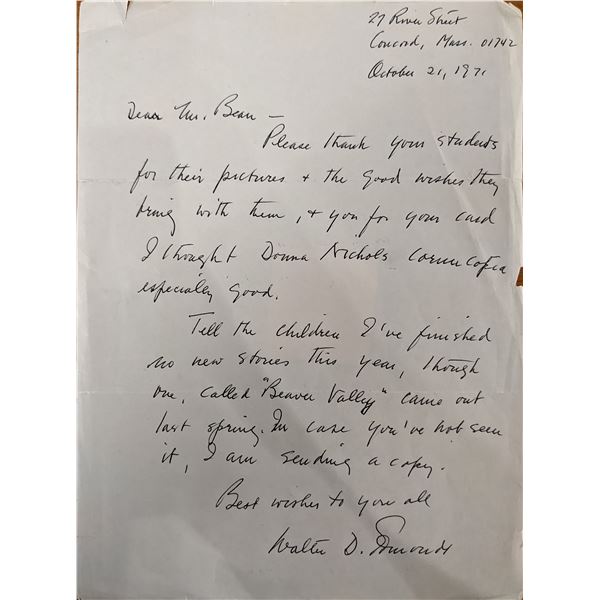 27 River Street
Concord, Mass. 01742
October 21, 1971
Dear Mr. Bean —
Please thank your students
for their pictures + the good wishes they
bring with them, + you for your card
I thought Donna Nichols Cornucopia
especially good.
Tell the children I've finished
no new stories this year, though
one, called "Beaver Valley" came out
last spring. In case you've not seen
it, I am sending a copy.
Best wishes to you all
Walter D. Edmonds